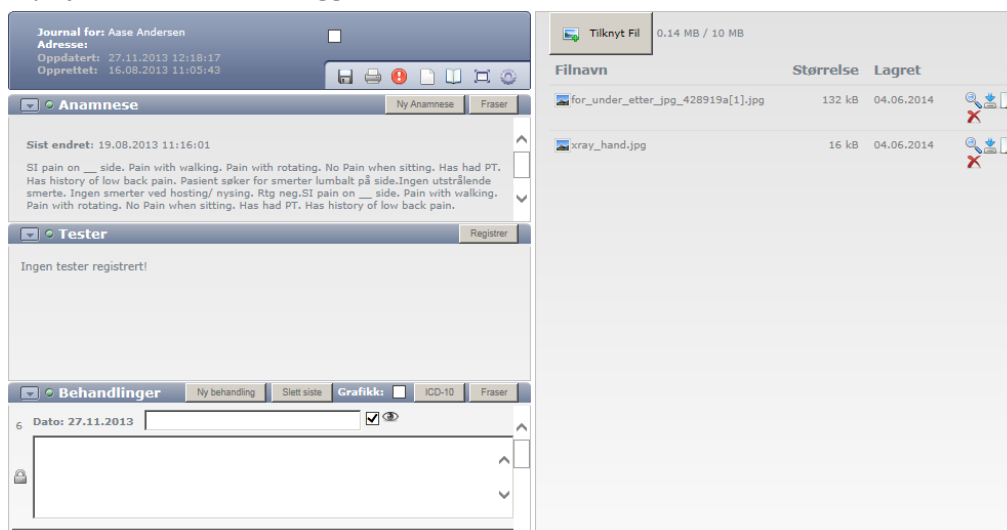 Journal for: Aase Andersen
Adresse:
Oppdatert: 27.11.2013 12:18:17
Opprettet: 16.08.2013 11:05:43
Anamnese
Ny Anamnese
Fraser
Sist endret: 19.08.2013 11:16:01
SI pain on __ side. Pain with walking. Pain with rotating. No Pain when sitting. Has had PT.
Has history of low back pain. Pasient søker for smerter lumbalt på side.Ingen utstrålende
smerte. Ingen smerter ved hosting/ nysing. Rtg neg.SI pain on __ side. Pain with walking.
Pain with rotating. No Pain when sitting. Has had PT. Has history of low back pain.
Tester
Registrer
Ingen tester registrert!
Behandlinger
Ny behandling
Slett siste
Grafikk:
ICD-10
Fraser
6 Dato: 27.11.2013
Tilknyt Fil
0.14 MB / 10 MB
Filnavn Størrelse Lagret
for_under_etter_jpg_428919a[1].jpg 132 kB 04.06.2014
xray_hand.jpg 16 kB 04.06.2014